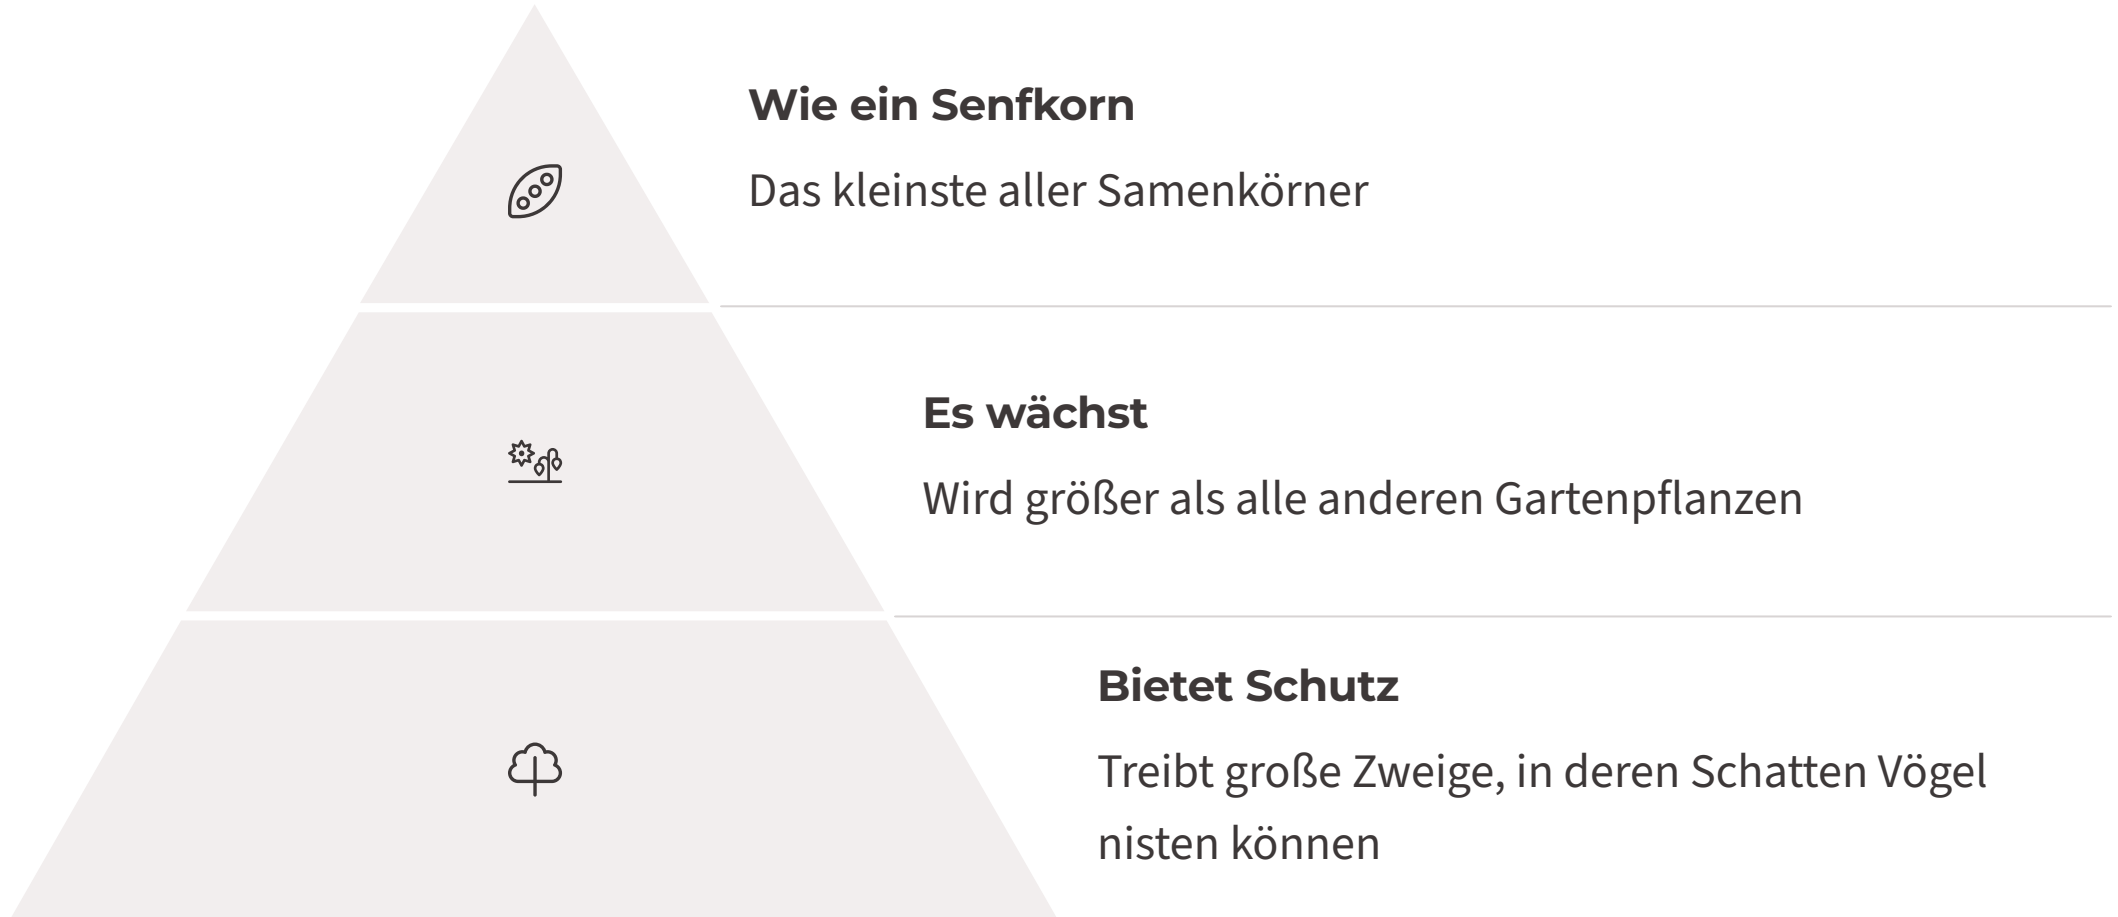 Wie ein Senfkorn
Das kleinste aller Samenkörner
Es wächst
Wird größer als alle anderen Gartenpflanzen
Bietet Schutz
Treibt große Zweige, in deren Schatten Vögel
nisten können